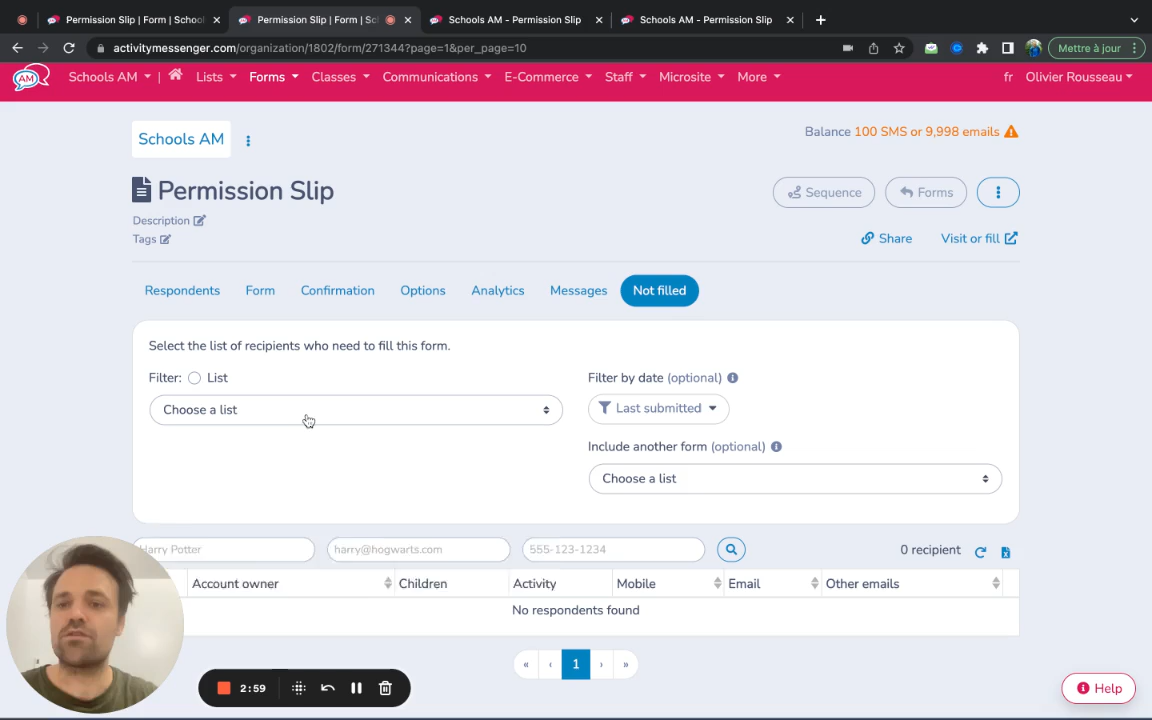 Permission Slip | Form | School
Permission Slip | Form | Sc
Schools AM - Permission Slip
Schools AM - Permission Slip
activitymessenger.com/organization/1802/form/271344?page=1&per_page=10
Mettre à jour
AM
Schools AM
Lists
Forms
Classes
Communications
E-Commerce
Staff
Microsite
More
fr
Olivier Rousseau
Schools AM
Balance 100 SMS or 9,998 emails
Permission Slip
Sequence
Forms
Description
Tags
Share
Visit or fill
Respondents
Form
Confirmation
Options
Analytics
Messages
Not filled
Select the list of recipients who need to fill this form.
Filter: List
Filter by date (optional)
Choose a list
Last submitted
Include another form (optional)
Choose a list
Harry Potter
harry@hogwarts.com
555-123-1234
0 recipient
Account owner
Children
Activity
Mobile
Email
Other emails
No respondents found
« ‹ 1 › »
2:59
Help